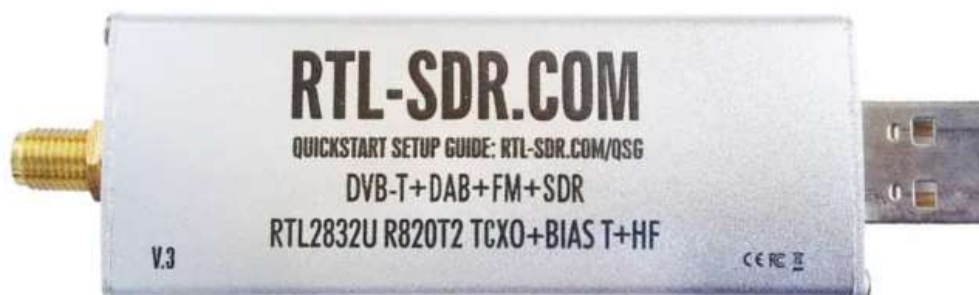 RTL-SDR.COM
QUICKSTART SETUP GUIDE: RTL-SDR.COM/QSG
DVB-T+DAB+FM+SDR
RTL2832U R820T2 TCXO+BIAS T+HF
V.3
CE FC